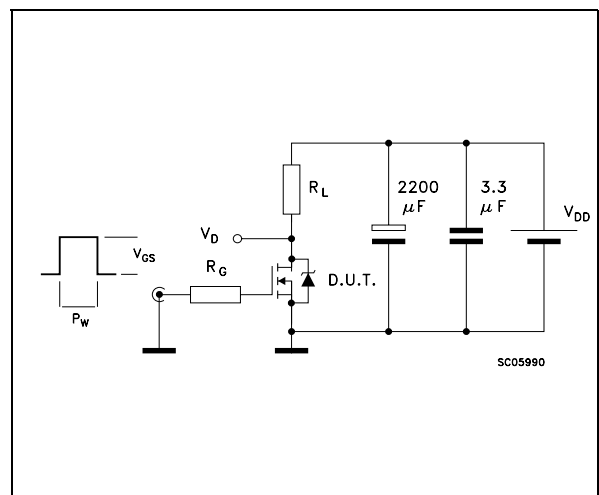 R_L
2200
μF
3.3
μF
V_DD
V_D
V_GS
R_G
D.U.T.
P_W
SC05990